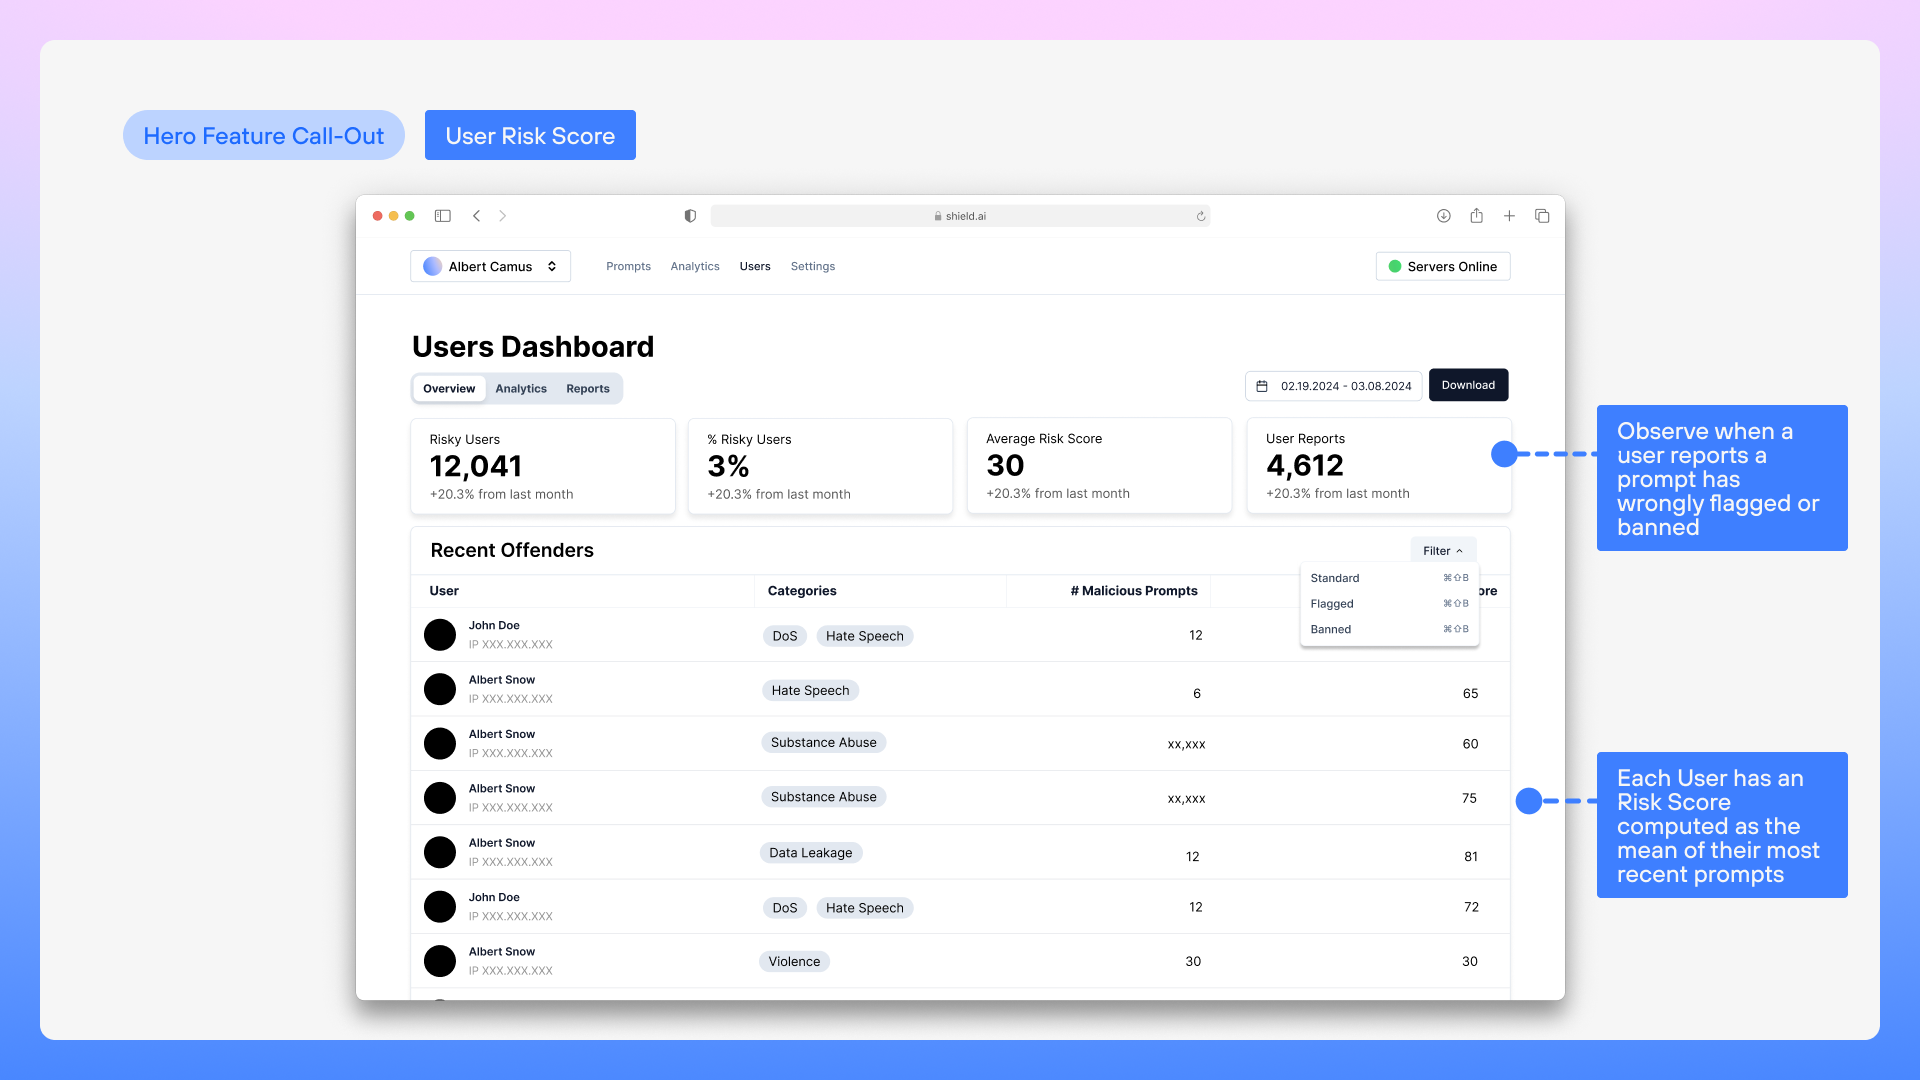 Hero Feature Call-Out
User Risk Score
shield.ai
Albert Camus
Prompts Analytics Users Settings
Servers Online
Users Dashboard
Overview Analytics Reports
02.19.2024 - 03.08.2024
Download
Risky Users
12,041
+20.3% from last month
% Risky Users
3%
+20.3% from last month
Average Risk Score
30
+20.3% from last month
User Reports
4,612
+20.3% from last month
Observe when a
user reports a
prompt has
wrongly flagged or
banned
Recent Offenders
Filter
Standard ⌘⇧B
Flagged ⌘⇧B
Banned ⌘⇧B
User Categories # Malicious Prompts ore
John Doe
IP XXX.XXX.XXX
DoS Hate Speech 12
Albert Snow
IP XXX.XXX.XXX
Hate Speech 6 65
Albert Snow
IP XXX.XXX.XXX
Substance Abuse xx,xxx 60
Albert Snow
IP XXX.XXX.XXX
Substance Abuse xx,xxx 75
Albert Snow
IP XXX.XXX.XXX
Data Leakage 12 81
John Doe
IP XXX.XXX.XXX
DoS Hate Speech 12 72
Albert Snow
IP XXX.XXX.XXX
Violence 30 30
Each User has an
Risk Score
computed as the
mean of their most
recent prompts